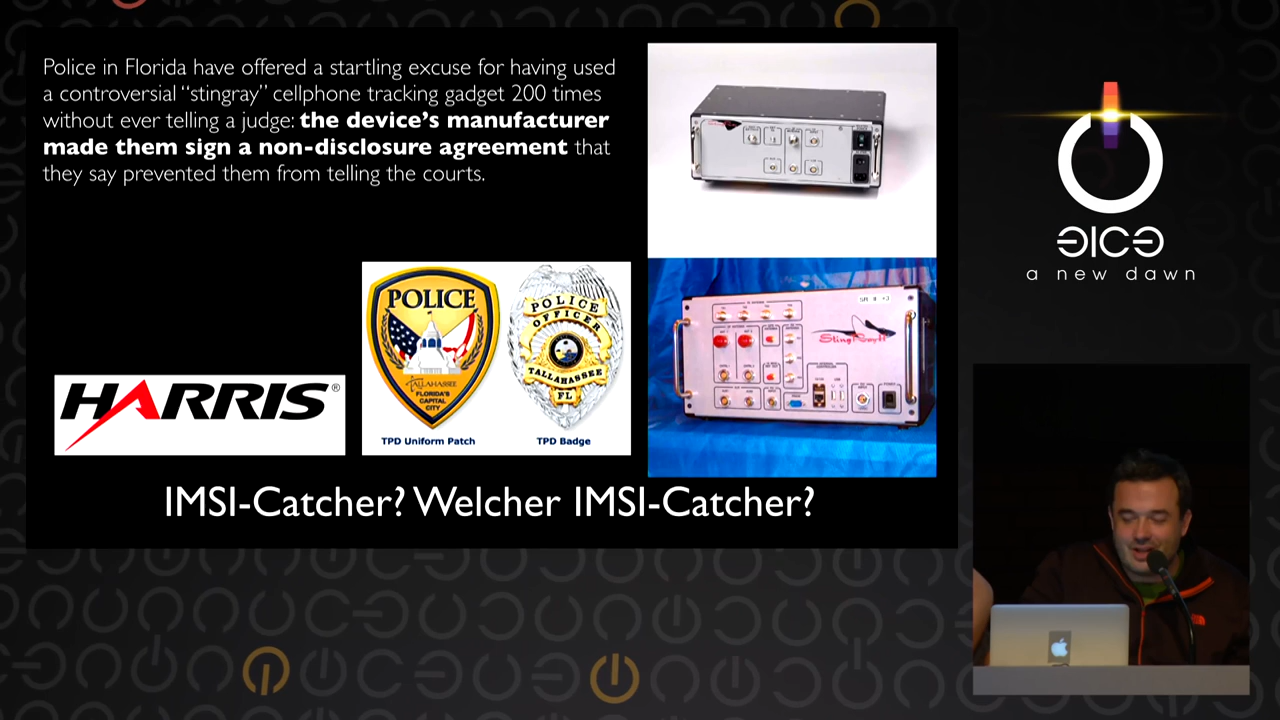 Police in Florida have offered a startling excuse for having used
a controversial “stingray” cellphone tracking gadget 200 times
without ever telling a judge: the device’s manufacturer
made them sign a non-disclosure agreement that
they say prevented them from telling the courts.
HARRIS®
POLICE
TALLAHASSEE
FLORIDA'S
CAPITAL
CITY
TPD Uniform Patch
POLICE
OFFICER
TALLAHASSEE
FL
TPD Badge
StingRay II
IMSI-Catcher? Welcher IMSI-Catcher?
a new dawn